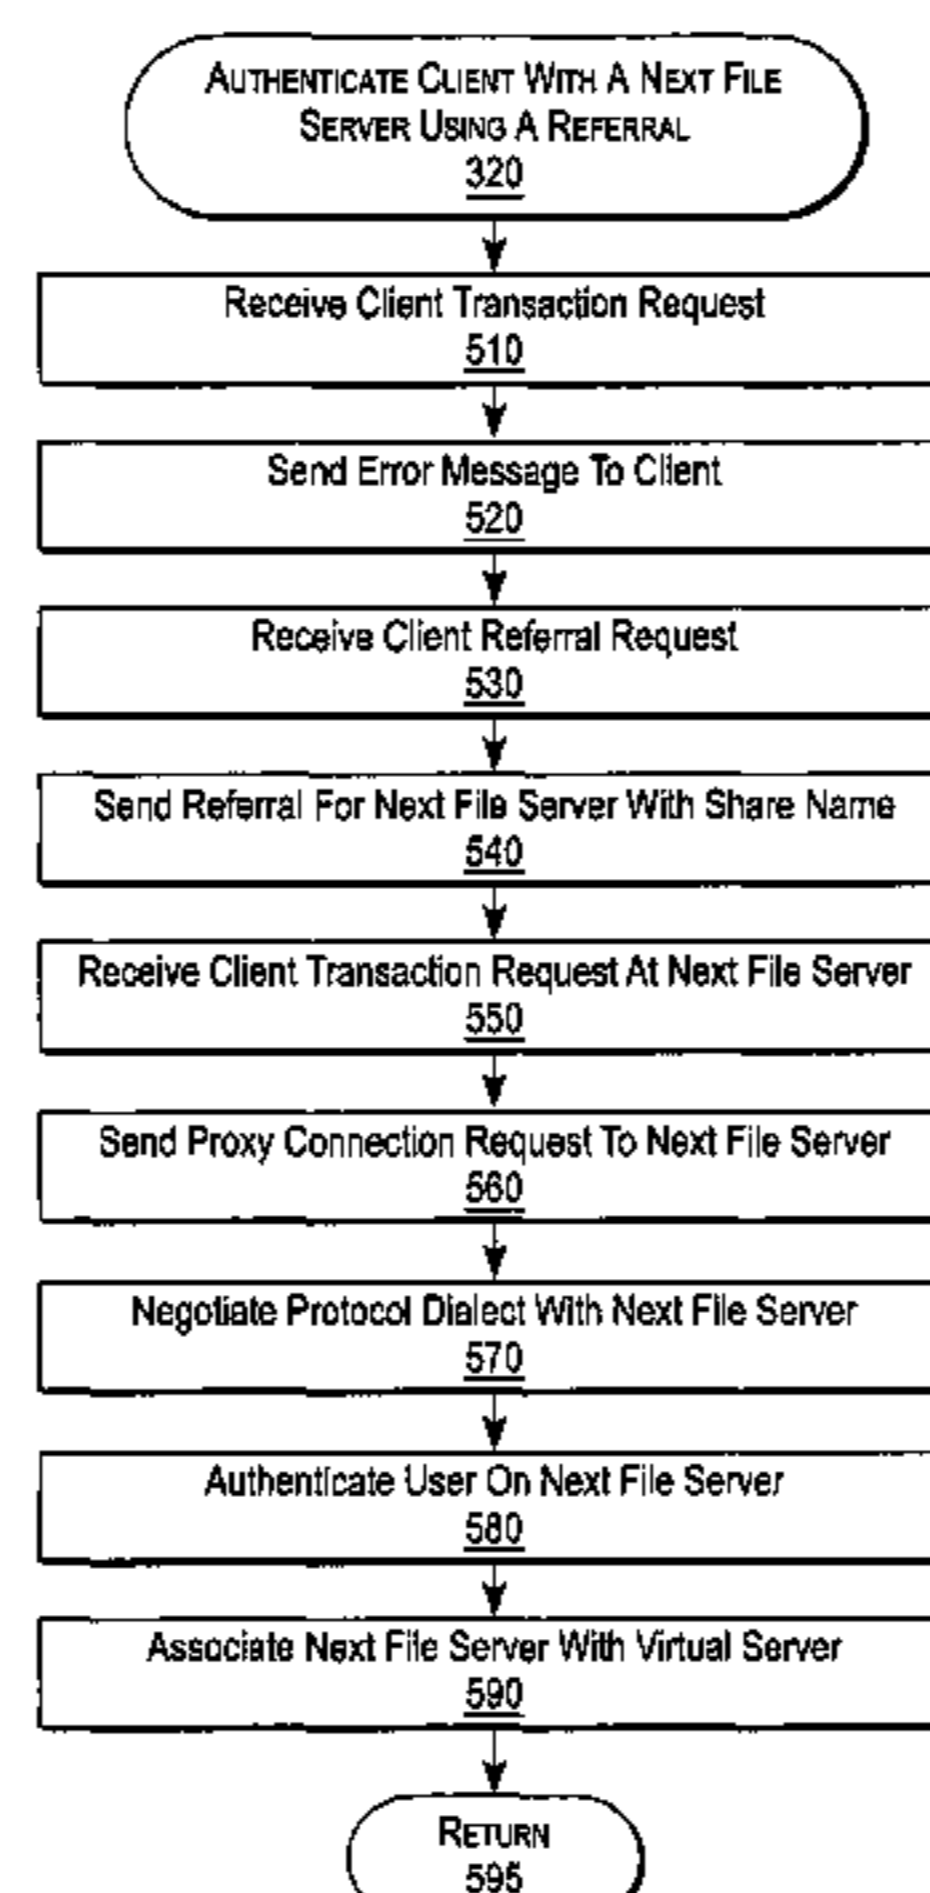 AUTHENTICATE CLIENT WITH A NEXT FILE
SERVER USING A REFERRAL
320
Receive Client Transaction Request
510
Send Error Message To Client
520
Receive Client Referral Request
530
Send Referral For Next File Server With Share Name
540
Receive Client Transaction Request At Next File Server
550
Send Proxy Connection Request To Next File Server
560
Negotiate Protocol Dialect With Next File Server
570
Authenticate User On Next File Server
580
Associate Next File Server With Virtual Server
590
RETURN
595